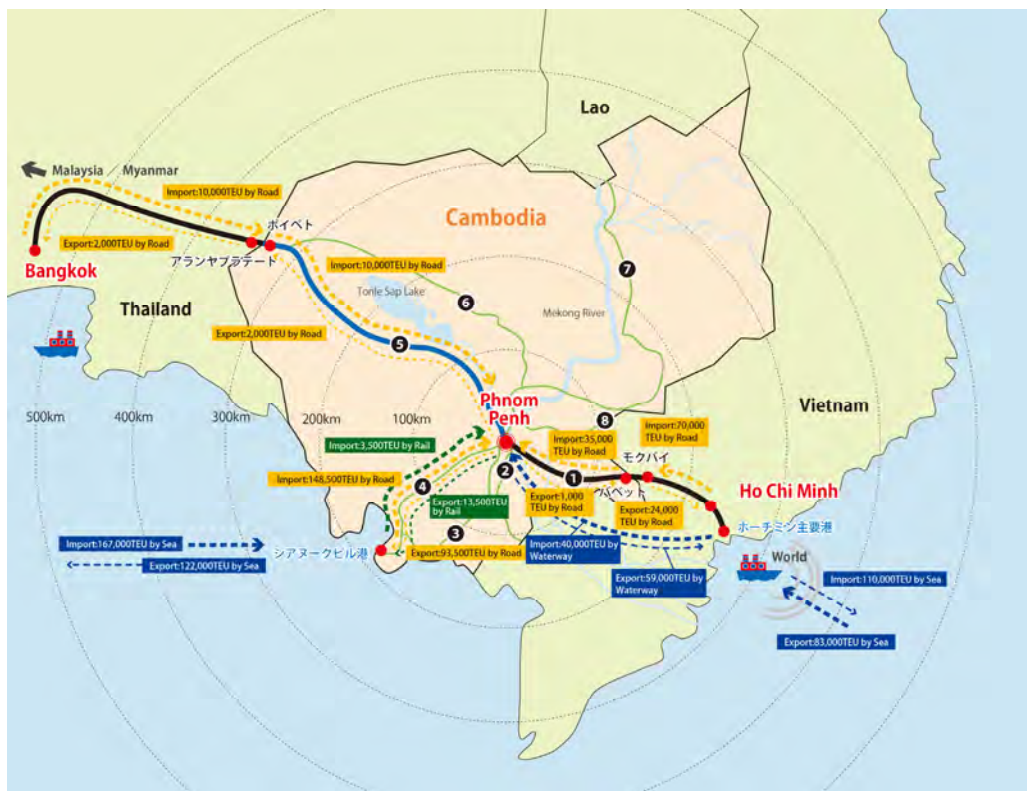 Lao
Malaysia
Myanmar
Import:10,000TEU by Road
ポイペト
Cambodia
Export:2,000TEU by Road
アランヤプラテート
Bangkok
Import:10,000TEU by Road
7
Tonle Sap Lake
6
Mekong River
Thailand
Export:2,000TEU by Road
5
Phnom
Penh
Vietnam
500km
400km
300km
200km
100km
8
Import:70,000
TEU by Road
Import:3,500TEU by Rail
Import:35,000
TEU by Road
モクバイ
2
1
Import:148,500TEU by Road
4
バベット
Ho Chi Minh
Export:13,500TEU
by Rail
Export:1,000
TEU by Road
Export:24,000
TEU by Road
ホーチミン主要港
3
Import:167,000TEU by Sea
シアヌークビル港
Export:93,500TEU by Road
Import:40,000TEU by
Waterway
World
Export:122,000TEU by Sea
Export:59,000TEU by
Waterway
Import:110,000TEU by Sea
Export:83,000TEU by Sea